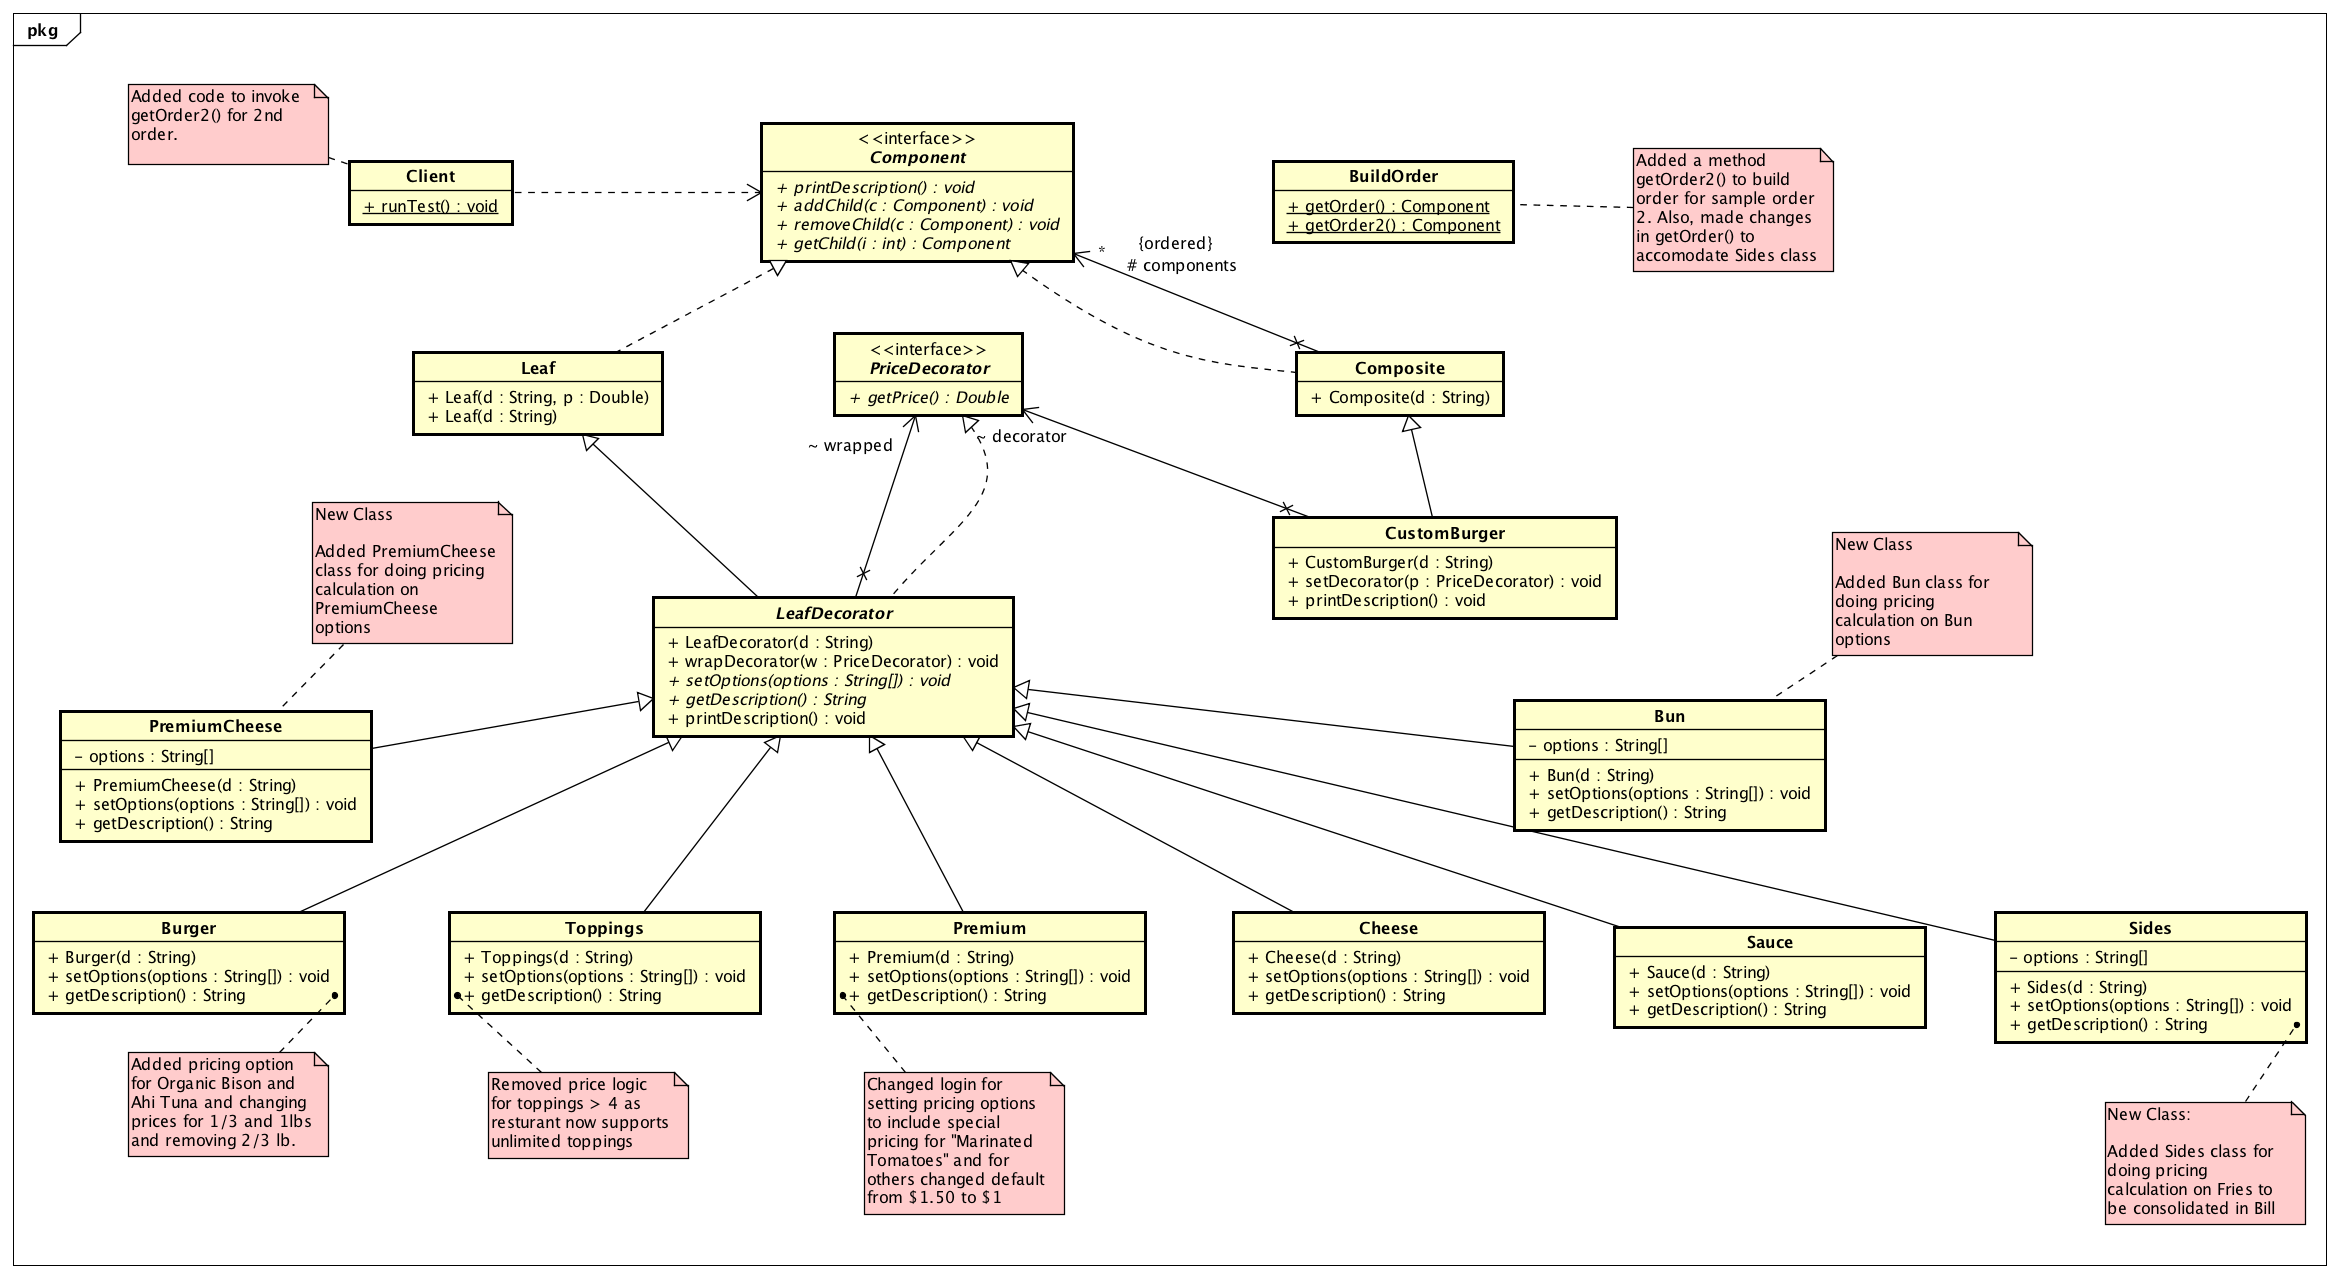 pkg
Added code to invoke
getOrder2() for 2nd
order.
Client
+ runTest() : void
<<interface>>
Component
+ printDescription() : void
+ addChild(c : Component) : void
+ removeChild(c : Component) : void
+ getChild(i : int) : Component
BuildOrder
+ getOrder() : Component
+ getOrder2() : Component
Added a method
getOrder2() to build
order for sample order
2. Also, made changes
in getOrder() to
accomodate Sides class
* {ordered}
# components
Leaf
+ Leaf(d : String, p : Double)
+ Leaf(d : String)
<<interface>>
PriceDecorator
+ getPrice() : Double
Composite
+ Composite(d : String)
~ wrapped
~ decorator
New Class
Added PremiumCheese
class for doing pricing
calculation on
PremiumCheese
options
CustomBurger
+ CustomBurger(d : String)
+ setDecorator(p : PriceDecorator) : void
+ printDescription() : void
New Class
Added Bun class for
doing pricing
calculation on Bun
options
LeafDecorator
+ LeafDecorator(d : String)
+ wrapDecorator(w : PriceDecorator) : void
+ setOptions(options : String[]) : void
+ getDescription() : String
+ printDescription() : void
PremiumCheese
- options : String[]
+ PremiumCheese(d : String)
+ setOptions(options : String[]) : void
+ getDescription() : String
Bun
- options : String[]
+ Bun(d : String)
+ setOptions(options : String[]) : void
+ getDescription() : String
Burger
+ Burger(d : String)
+ setOptions(options : String[]) : void
+ getDescription() : String
Toppings
+ Toppings(d : String)
+ setOptions(options : String[]) : void
+ getDescription() : String
Premium
+ Premium(d : String)
+ setOptions(options : String[]) : void
+ getDescription() : String
Cheese
+ Cheese(d : String)
+ setOptions(options : String[]) : void
+ getDescription() : String
Sauce
+ Sauce(d : String)
+ setOptions(options : String[]) : void
+ getDescription() : String
Sides
- options : String[]
+ Sides(d : String)
+ setOptions(options : String[]) : void
+ getDescription() : String
Added pricing option
for Organic Bison and
Ahi Tuna and changing
prices for 1/3 and 1lbs
and removing 2/3 lb.
Removed price logic
for toppings > 4 as
resturant now supports
unlimited toppings
Changed login for
setting pricing options
to include special
pricing for "Marinated
Tomatoes" and for
others changed default
from $1.50 to $1
New Class:
Added Sides class for
doing pricing
calculation on Fries to
be consolidated in Bill